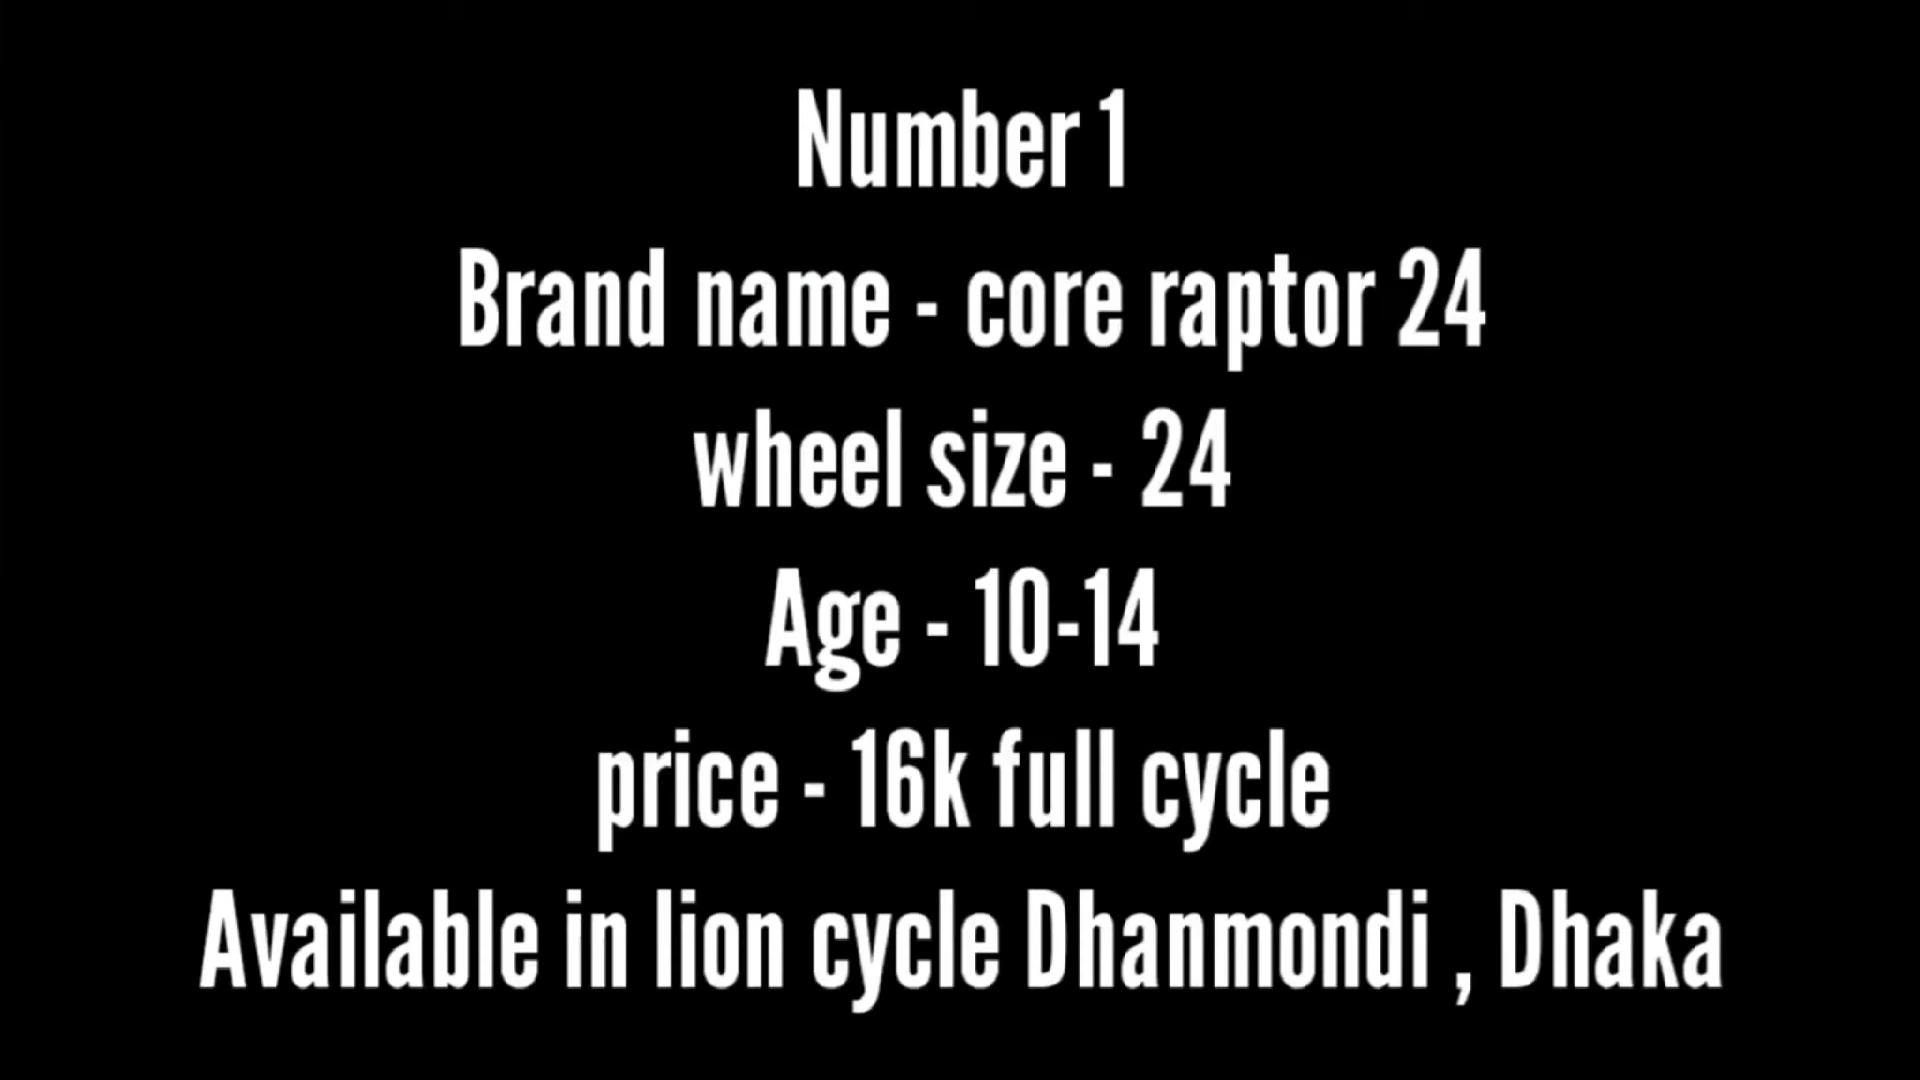 Number 1
Brand name - core raptor 24
wheel size - 24
Age - 10-14
price - 16k full cycle
Available in lion cycle Dhanmondi , Dhaka